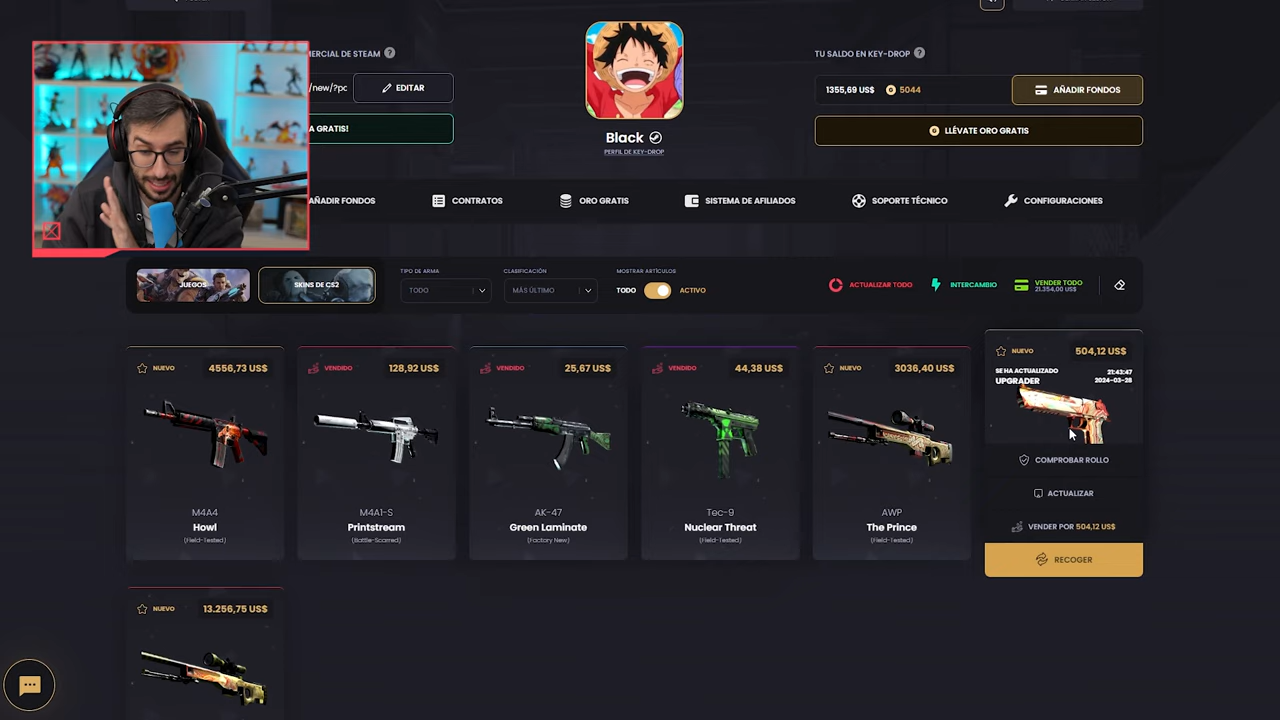 MERCIAL DE STEAM ?
/new/?pc
EDITAR
A GRATIS!
Black
PERFIL DE KEY-DROP
TU SALDO EN KEY-DROP ?
1355,69 US$ 5044
AÑADIR FONDOS
LLÉVATE ORO GRATIS
AÑADIR FONDOS
CONTRATOS
ORO GRATIS
SISTEMA DE AFILIADOS
SOPORTE TÉCNICO
CONFIGURACIONES
JUEGOS
SKINS DE CS2
TIPO DE ARMA
TODO
CLASIFICACIÓN
MÁS ÚLTIMO
MOSTRAR ARTÍCULOS
TODO ACTIVO
ACTUALIZAR TODO
INTERCAMBIO
VENDER TODO
21.354,00 US$
NUEVO 4556,73 US$
M4A4
Howl
(Field-Tested)
VENDIDO 128,92 US$
M4A1-S
Printstream
(Battle-Scarred)
VENDIDO 25,67 US$
AK-47
Green Laminate
(Factory New)
VENDIDO 44,38 US$
Tec-9
Nuclear Threat
(Field-Tested)
NUEVO 3036,40 US$
AWP
The Prince
(Field-Tested)
NUEVO 504,12 US$
SE HA ACTUALIZADO 21:43:47
UPGRADER 2024-03-28
COMPROBAR ROLLO
ACTUALIZAR
VENDER POR 504,12 US$
RECOGER
NUEVO 13.256,75 US$